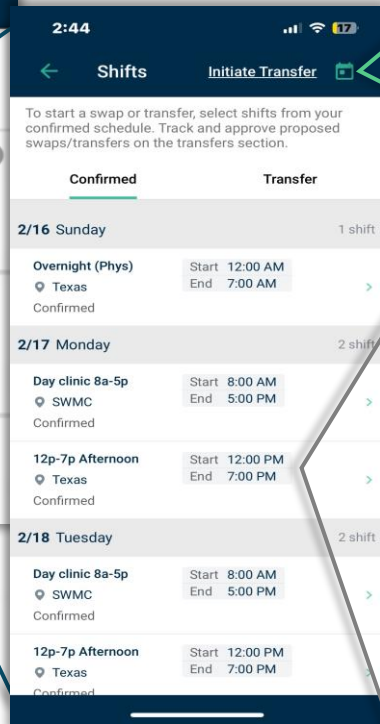 2:44
17
Shifts
Initiate Transfer
To start a swap or transfer, select shifts from your
confirmed schedule. Track and approve proposed
swaps/transfers on the transfers section.
Confirmed
Transfer
2/16 Sunday
1 shift
Overnight (Phys)
Start 12:00 AM
Texas
End 7:00 AM
Confirmed
2/17 Monday
2 shift
Day clinic 8a-5p
Start 8:00 AM
SWMC
End 5:00 PM
Confirmed
12p-7p Afternoon
Start 12:00 PM
Texas
End 7:00 PM
Confirmed
2/18 Tuesday
2 shift
Day clinic 8a-5p
Start 8:00 AM
SWMC
End 5:00 PM
Confirmed
12p-7p Afternoon
Start 12:00 PM
Texas
End 7:00 PM
Confirmed